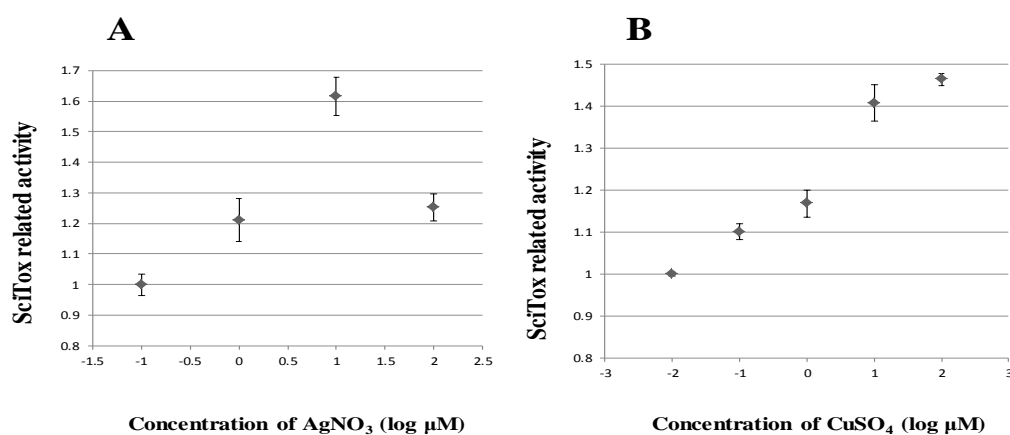 A
SciTox related activity
1.7
1.6
1.5
1.4
1.3
1.2
1.1
1
0.9
0.8
-1.5 -1 -0.5 0 0.5 1 1.5 2 2.5
Concentration of AgNO₃ (log µM)
B
SciTox related activity
1.5
1.4
1.3
1.2
1.1
1
0.9
0.8
-3 -2 -1 0 1 2 3
Concentration of CuSO₄ (log µM)